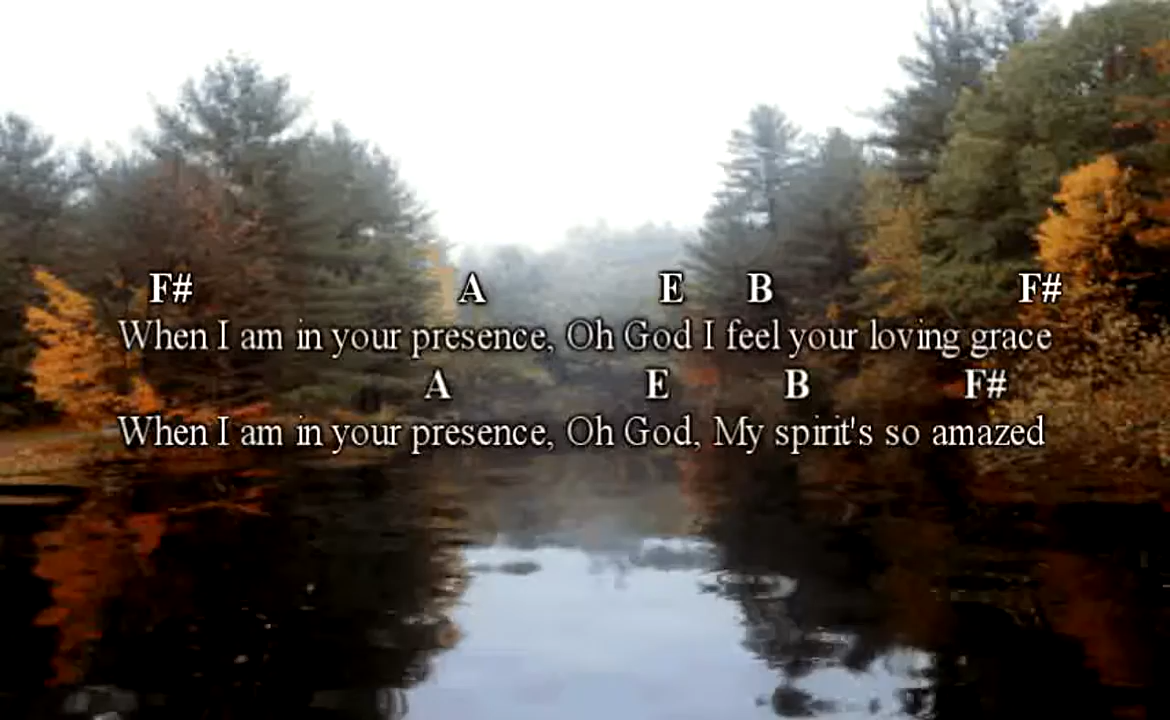 F# A E B F#
When I am in your presence, Oh God I feel your loving grace
A E B F#
When I am in your presence, Oh God, My spirit's so amazed